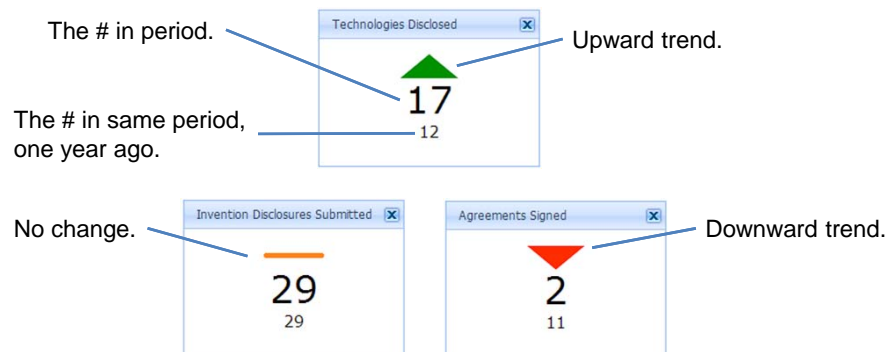 The # in period.
Technologies Disclosed
Upward trend.
17
12
The # in same period,
one year ago.
Invention Disclosures Submitted
Agreements Signed
No change.
Downward trend.
29
29
2
11